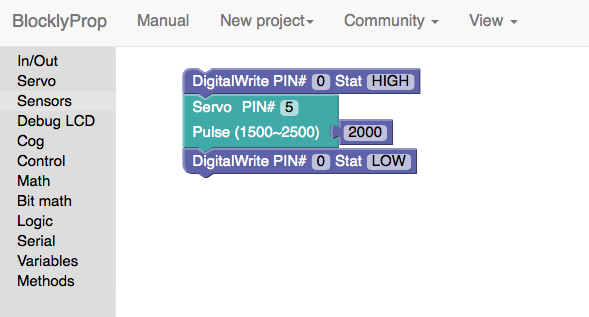 BlocklyProp Manual New project Community View
In/Out
Servo
Sensors
Debug LCD
Cog
Control
Math
Bit math
Logic
Serial
Variables
Methods
DigitalWrite PIN# 0 Stat HIGH
Servo PIN# 5
Pulse (1500~2500) 2000
DigitalWrite PIN# 0 Stat LOW